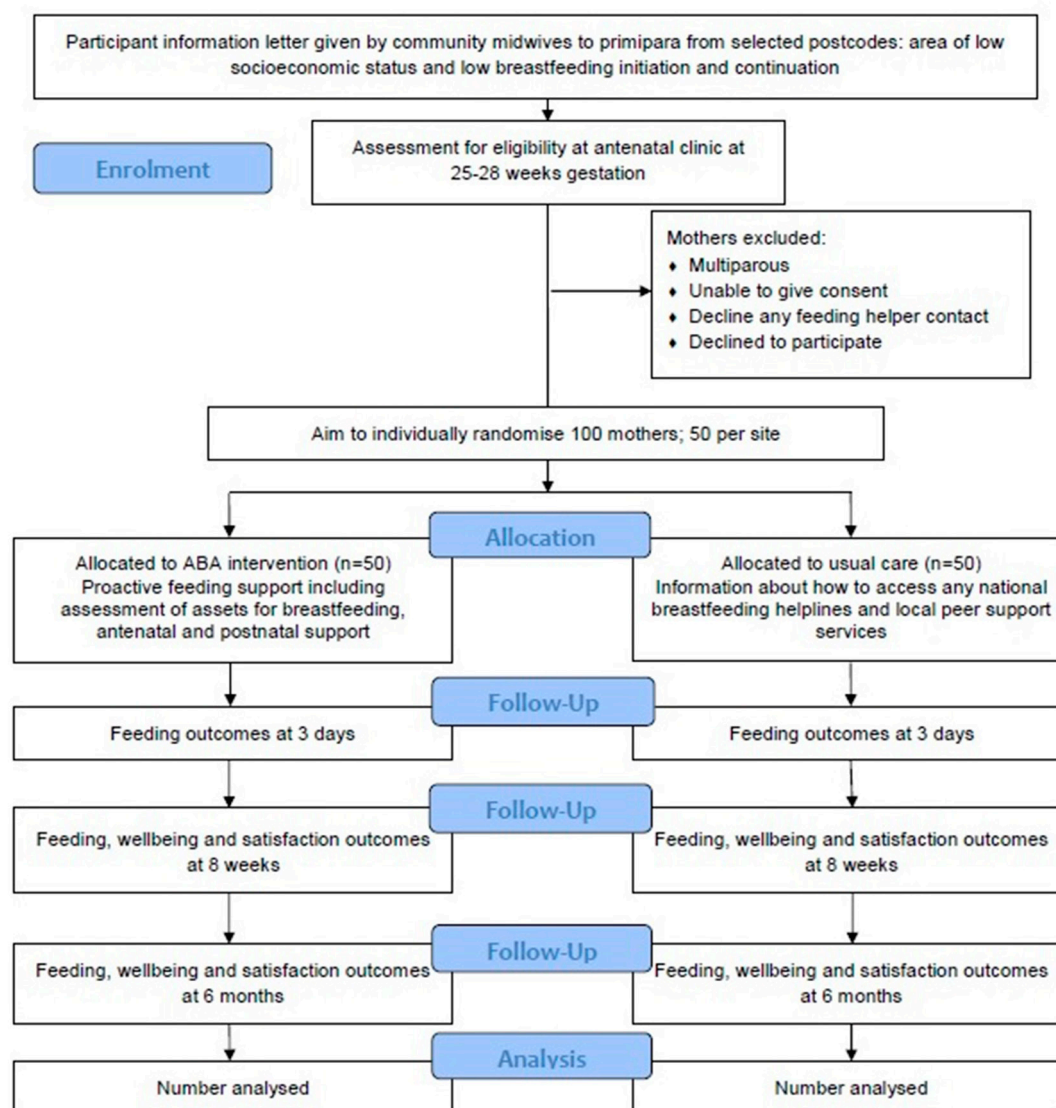 Participant information letter given by community midwives to primipara from selected postcodes: area of low
socioeconomic status and low breastfeeding initiation and continuation
Enrolment
Assessment for eligibility at antenatal clinic at
25-28 weeks gestation
Mothers excluded:
♦ Multiparous
♦ Unable to give consent
♦ Decline any feeding helper contact
♦ Declined to participate
Aim to individually randomise 100 mothers; 50 per site
Allocation
Allocated to ABA intervention (n=50)
Proactive feeding support including
assessment of assets for breastfeeding,
antenatal and postnatal support
Allocated to usual care (n=50)
Information about how to access any national
breastfeeding helplines and local peer support
services
Follow-Up
Feeding outcomes at 3 days
Feeding outcomes at 3 days
Follow-Up
Feeding, wellbeing and satisfaction outcomes
at 8 weeks
Feeding, wellbeing and satisfaction outcomes
at 8 weeks
Follow-Up
Feeding, wellbeing and satisfaction outcomes
at 6 months
Feeding, wellbeing and satisfaction outcomes
at 6 months
Analysis
Number analysed
Number analysed